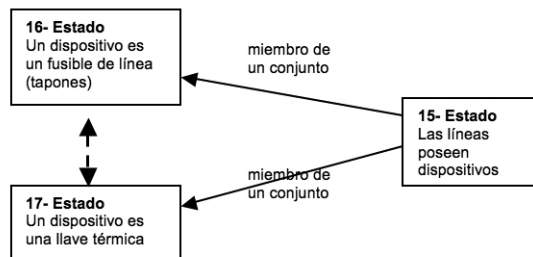 16- Estado
Un dispositivo es
un fusible de línea
(tapones)
miembro de
un conjunto
15- Estado
Las líneas
poseen
dispositivos
miembro de
un conjunto
17- Estado
Un dispositivo es
una llave térmica